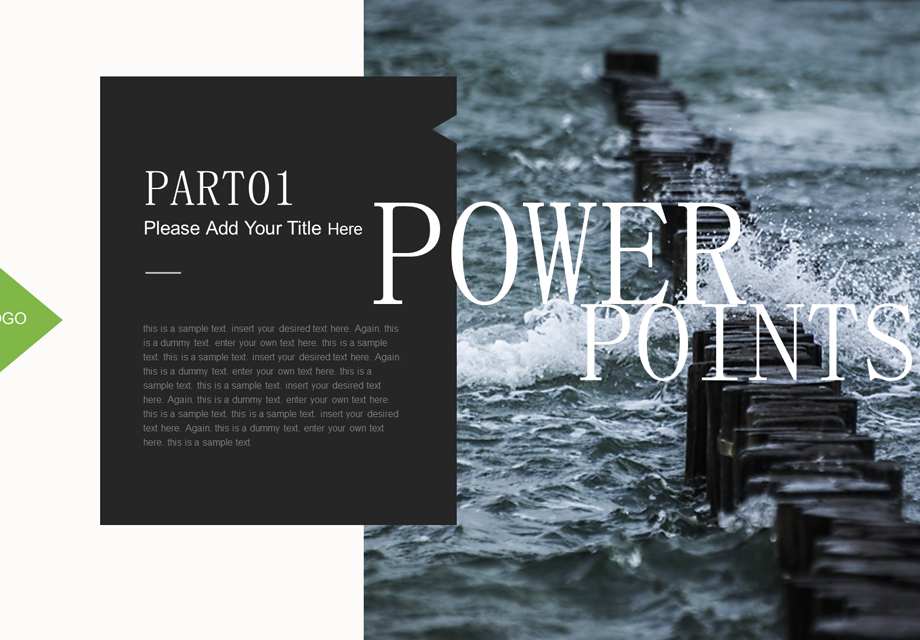 PART01
Please Add Your Title Here
POWER
POINTS
OGO
this is a sample text. insert your desired text here. Again. this
is a dummy text. enter your own text here. this is a sample
text. this is a sample text. insert your desired text here. Again.
this is a dummy text. enter your own text here. this is a
sample text. this is a sample text. insert your desired text
here. Again. this is a dummy text. enter your own text here.
this is a sample text. this is a sample text. insert your desired
text here. Again. this is a dummy text. enter your own text
here. this is a sample text.